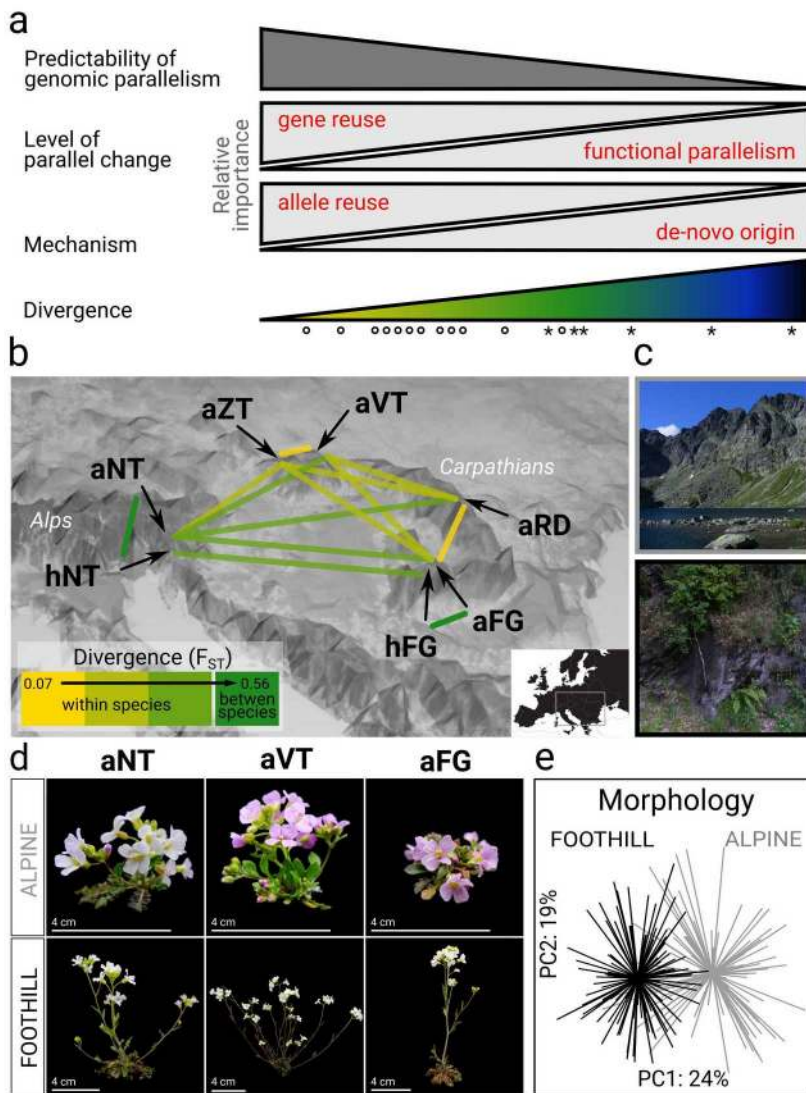 a
Predictability of
genomic parallelism
Level of
parallel change
Relative
importance
gene reuse
functional parallelism
Mechanism
allele reuse
de-novo origin
Divergence
b
aZT
aVT
aNT
Carpathians
Alps
aRD
hNT
hFG
aFG
Divergence (FST)
0.07
0.56
within species
betwen
species
c
d
aNT
aVT
aFG
ALPINE
4 cm
4 cm
4 cm
FOOTHILL
4 cm
4 cm
4 cm
e
Morphology
FOOTHILL
ALPINE
PC2: 19%
PC1: 24%